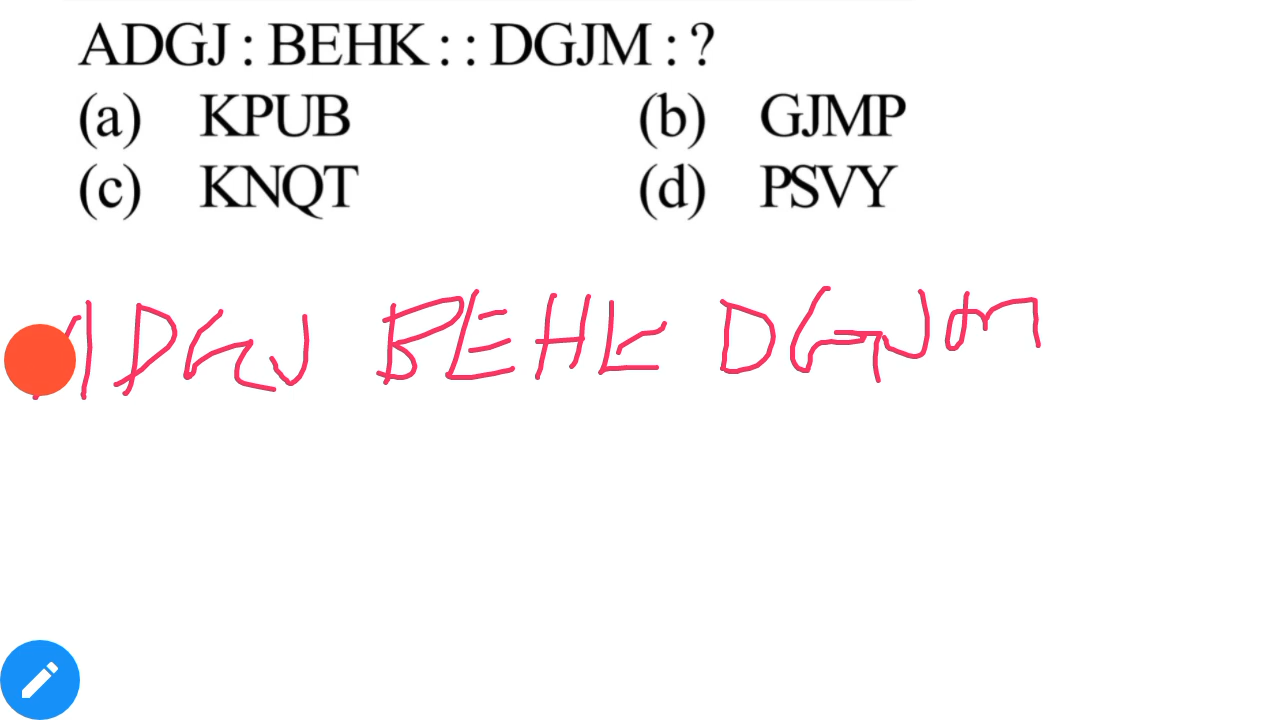 ADGJ : BEHK : : DGJM : ?
(a) KPUB (b) GJMP
(c) KNQT (d) PSVY
ADGJ BEHK DGJM